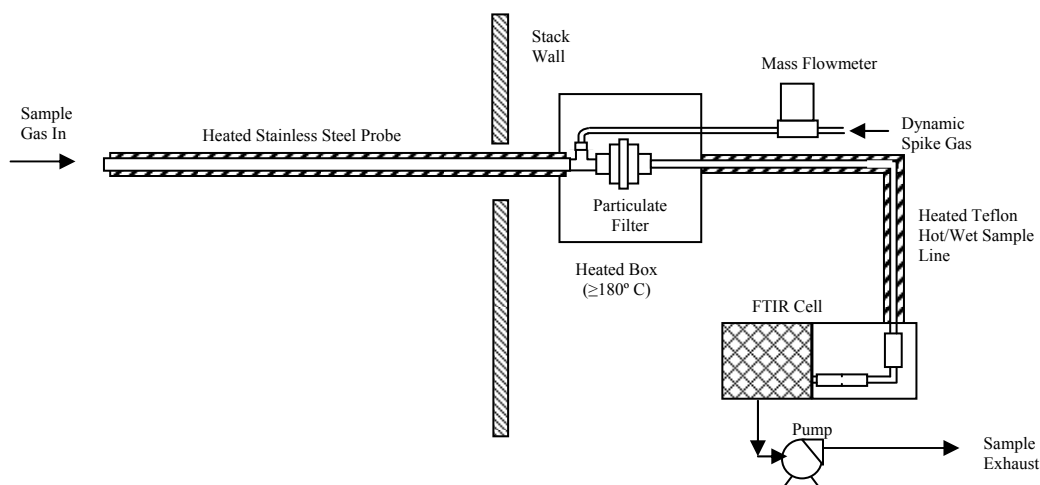 Stack
Wall
Mass Flowmeter
Sample
Gas In
Heated Stainless Steel Probe
Dynamic
Spike Gas
Particulate
Filter
Heated Teflon
Hot/Wet Sample
Line
Heated Box
(≥180º C)
FTIR Cell
Pump
Sample
Exhaust